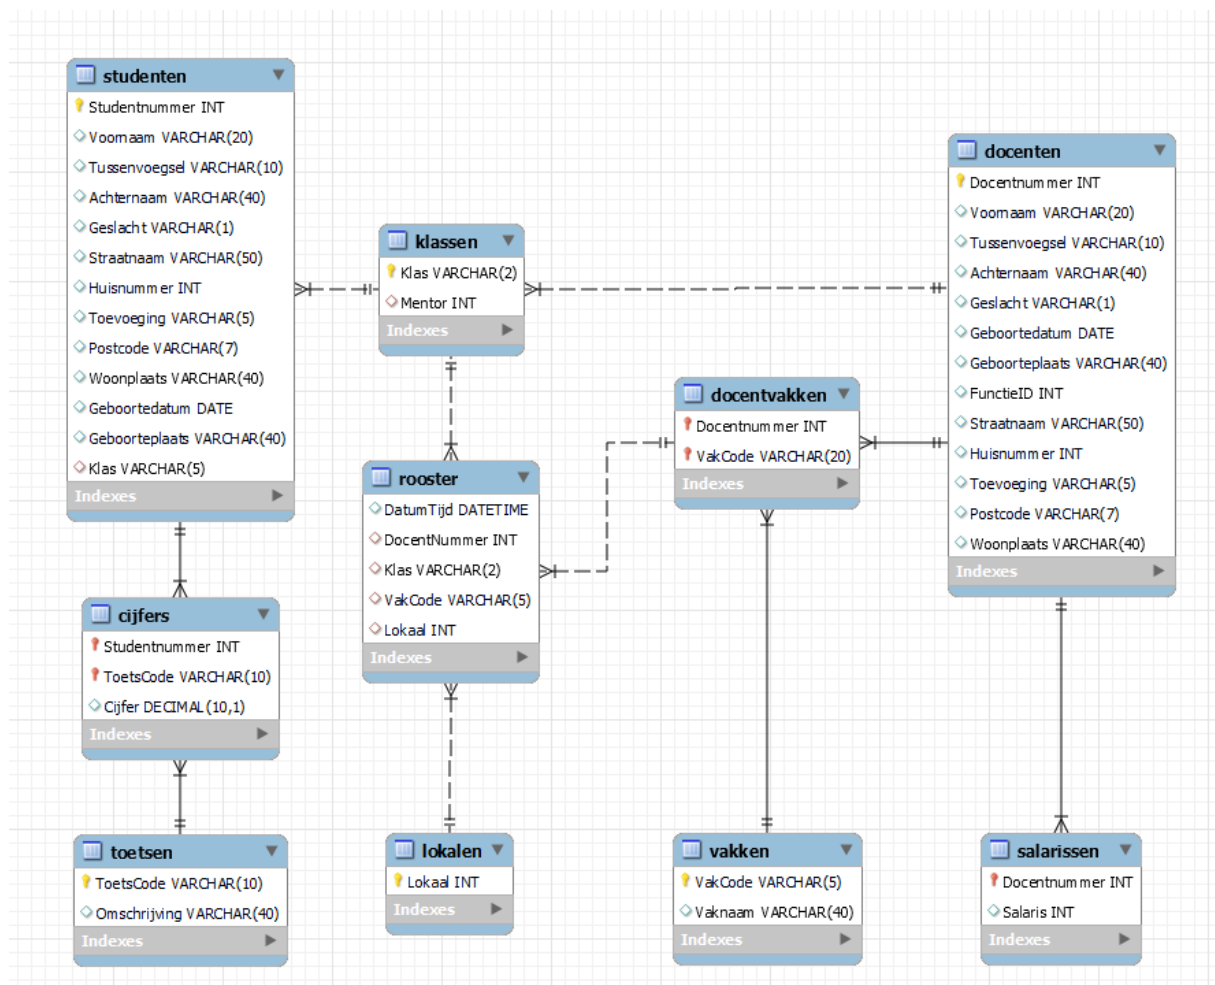 studenten
Studentnummer INT
Voornaam VARCHAR(20)
Tussenvoegsel VARCHAR(10)
Achternaam VARCHAR(40)
Geslacht VARCHAR(1)
Straatnaam VARCHAR(50)
Huisnummer INT
Toevoeging VARCHAR(5)
Postcode VARCHAR(7)
Woonplaats VARCHAR(40)
Geboortedatum DATE
Geboorteplaats VARCHAR(40)
Klas VARCHAR(5)
Indexes
klassen
Klas VARCHAR(2)
Mentor INT
Indexes
docenten
Docentnummer INT
Voornaam VARCHAR(20)
Tussenvoegsel VARCHAR(10)
Achternaam VARCHAR(40)
Geslacht VARCHAR(1)
Geboortedatum DATE
Geboorteplaats VARCHAR(40)
FunctieID INT
Straatnaam VARCHAR(50)
Huisnummer INT
Toevoeging VARCHAR(5)
Postcode VARCHAR(7)
Woonplaats VARCHAR(40)
Indexes
docentvakken
Docentnummer INT
VakCode VARCHAR(20)
Indexes
rooster
DatumTijd DATETIME
DocentNummer INT
Klas VARCHAR(2)
VakCode VARCHAR(5)
Lokaal INT
Indexes
cijfers
Studentnummer INT
ToetsCode VARCHAR(10)
Cijfer DECIMAL(10,1)
Indexes
toetsen
ToetsCode VARCHAR(10)
Omschrijving VARCHAR(40)
Indexes
lokalen
Lokaal INT
Indexes
vakken
VakCode VARCHAR(5)
Vaknaam VARCHAR(40)
Indexes
salarissen
Docentnummer INT
Salaris INT
Indexes